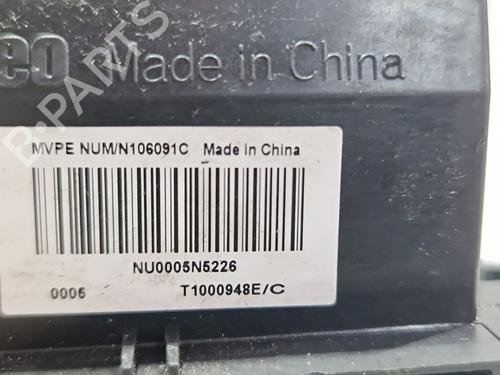 eo Made in China
MVPE NUM/N106091C Made in China
NU0005N5226
0005 T1000948E/C
B-PARTS